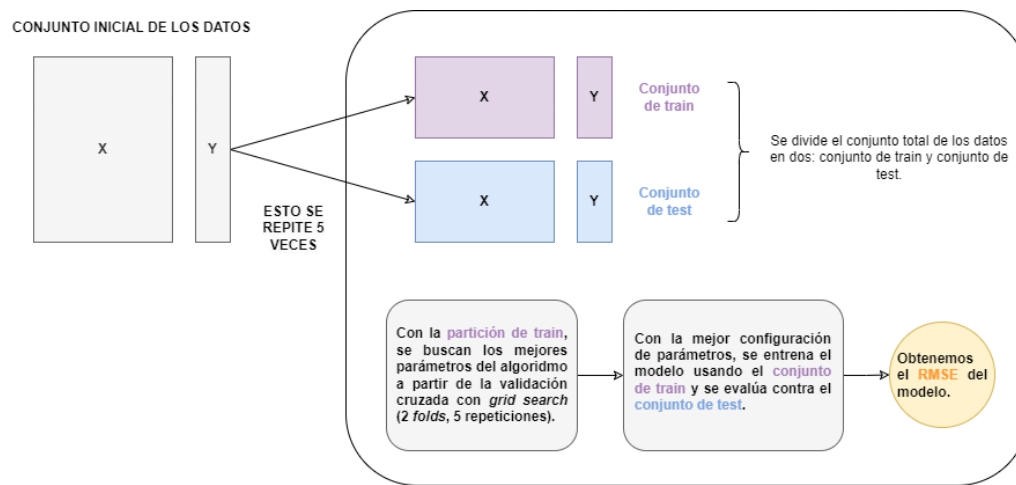 CONJUNTO INICIAL DE LOS DATOS
X
Y
ESTO SE
REPITE 5
VECES
X
Y
Conjunto
de train
X
Y
Conjunto
de test
Se divide el conjunto total de los datos
en dos: conjunto de train y conjunto de
test.
Con la partición de train,
se buscan los mejores
parámetros del algoridmo
a partir de la validación
cruzada con grid search
(2 folds, 5 repeticiones).
Con la mejor configuración
de parámetros, se entrena el
modelo usando el conjunto
de train y se evalúa contra el
conjunto de test.
Obtenemos
el RMSE del
modelo.